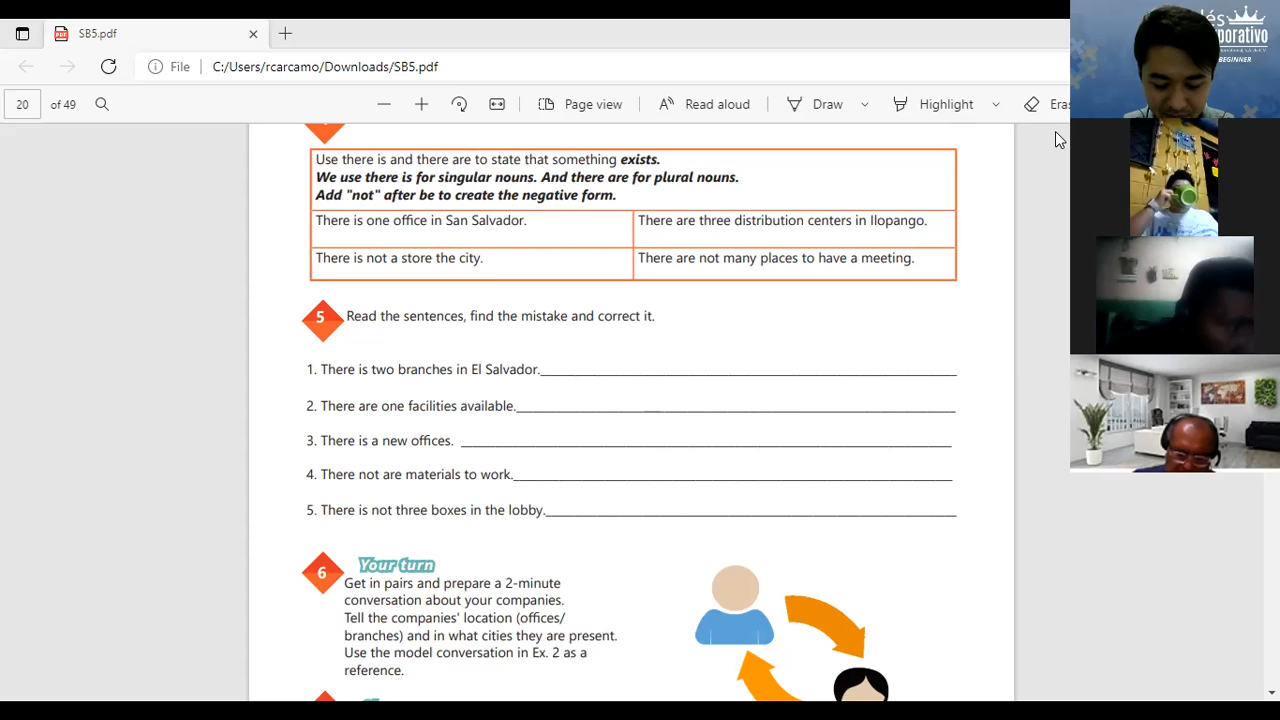 SB5.pdf
File
C:/Users/rcarcamo/Downloads/SB5.pdf
20 of 49
Page view
Read aloud
Draw
Highlight
Eras
és
porativo
BEGINNER
Use there is and there are to state that something exists.
We use there is for singular nouns. And there are for plural nouns.
Add "not" after be to create the negative form.
There is one office in San Salvador.
There are three distribution centers in Ilopango.
There is not a store the city.
There are not many places to have a meeting.
5 Read the sentences, find the mistake and correct it.
1. There is two branches in El Salvador.
2. There are one facilities available.
3. There is a new offices.
4. There not are materials to work.
5. There is not three boxes in the lobby.
6 Your turn
Get in pairs and prepare a 2-minute
conversation about your companies.
Tell the companies' location (offices/
branches) and in what cities they are present.
Use the model conversation in Ex. 2 as a
reference.